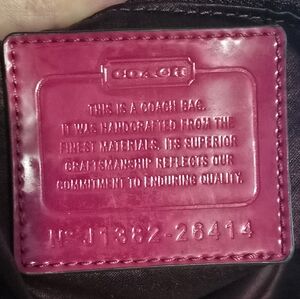 COACH
THIS IS A COACH BAG.
IT WAS HANDCRAFTED FROM THE
FINEST MATERIALS. ITS SUPERIOR
CRAFTSMANSHIP REFLECTS OUR
COMMITMENT TO ENDURING QUALITY.
Nº J1382-26414